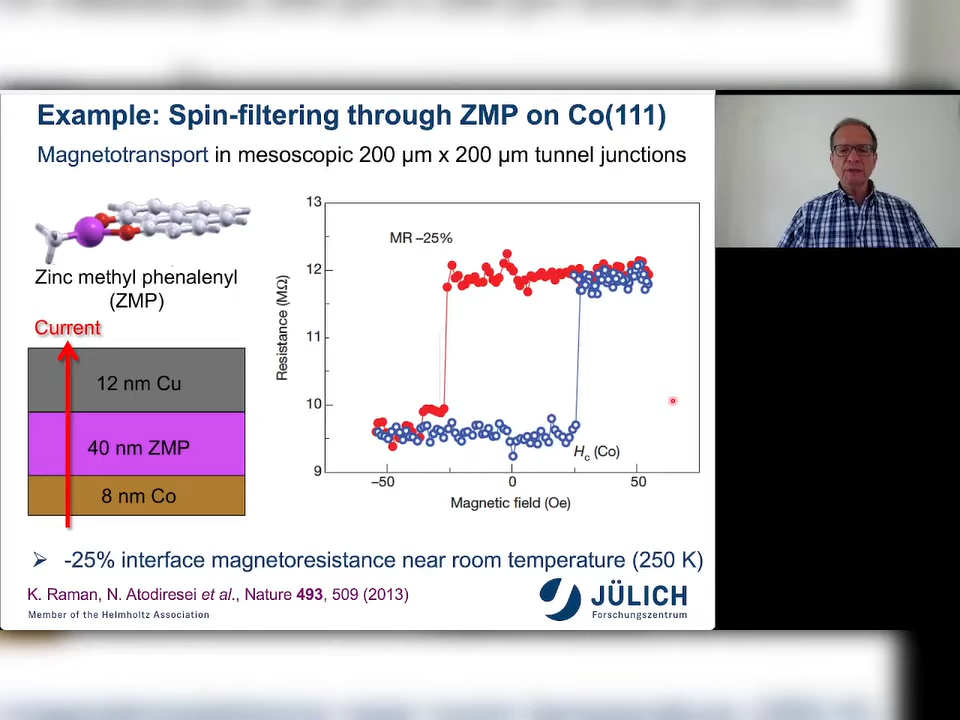 Example: Spin-filtering through ZMP on Co(111)
Magnetotransport in mesoscopic 200 µm x 200 µm tunnel junctions
Zinc methyl phenalenyl
(ZMP)
Current
12 nm Cu
40 nm ZMP
8 nm Co
13
12
11
10
9
Resistance (MΩ)
MR –25%
Hc (Co)
–50
0
50
Magnetic field (Oe)
➢ -25% interface magnetoresistance near room temperature (250 K)
K. Raman, N. Atodiresei et al., Nature 493, 509 (2013)
Member of the Helmholtz Association
JÜLICH
Forschungszentrum